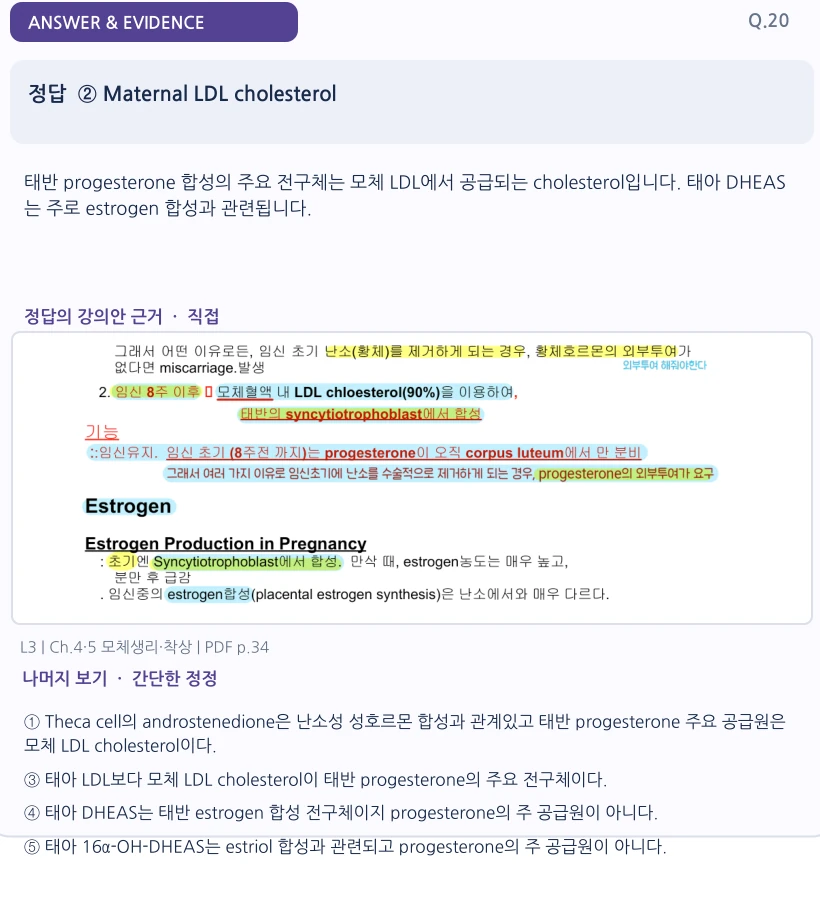 ANSWER & EVIDENCE
Q.20
정답 ② Maternal LDL cholesterol
태반 progesterone 합성의 주요 전구체는 모체 LDL에서 공급되는 cholesterol입니다. 태아 DHEAS
는 주로 estrogen 합성과 관련됩니다.
정답의 강의안 근거 · 직접
그래서 어떤 이유로든, 임신 초기 난소(황체)를 제거하게 되는 경우, 황체호르몬의 외부투여가
없다면 miscarriage.발생
외부투여 해줘야한다
2. 임신 8주 이후 ▯ 모체혈액 내 LDL chloesterol(90%)을 이용하여,
태반의 syncytiotrophoblast에서 합성
기능
::임신유지. 임신 초기 (8주전 까지)는 progesterone이 오직 corpus luteum에서 만 분비
그래서 여러 가지 이유로 임신초기에 난소를 수술적으로 제거하게 되는 경우, progesterone의 외부투여가 요구
Estrogen
Estrogen Production in Pregnancy
: 초기엔 Syncytiotrophoblast에서 합성. 만삭 때, estrogen농도는 매우 높고,
분만 후 급감
. 임신중의 estrogen합성(placental estrogen synthesis)은 난소에서와 매우 다르다.
L3 | Ch.4·5 모체생리·착상 | PDF p.34
나머지 보기 · 간단한 정정
① Theca cell의 androstenedione은 난소성 성호르몬 합성과 관계있고 태반 progesterone 주요 공급원은
모체 LDL cholesterol이다.
③ 태아 LDL보다 모체 LDL cholesterol이 태반 progesterone의 주요 전구체이다.
④ 태아 DHEAS는 태반 estrogen 합성 전구체이지 progesterone의 주 공급원이 아니다.
⑤ 태아 16α-OH-DHEAS는 estriol 합성과 관련되고 progesterone의 주 공급원이 아니다.